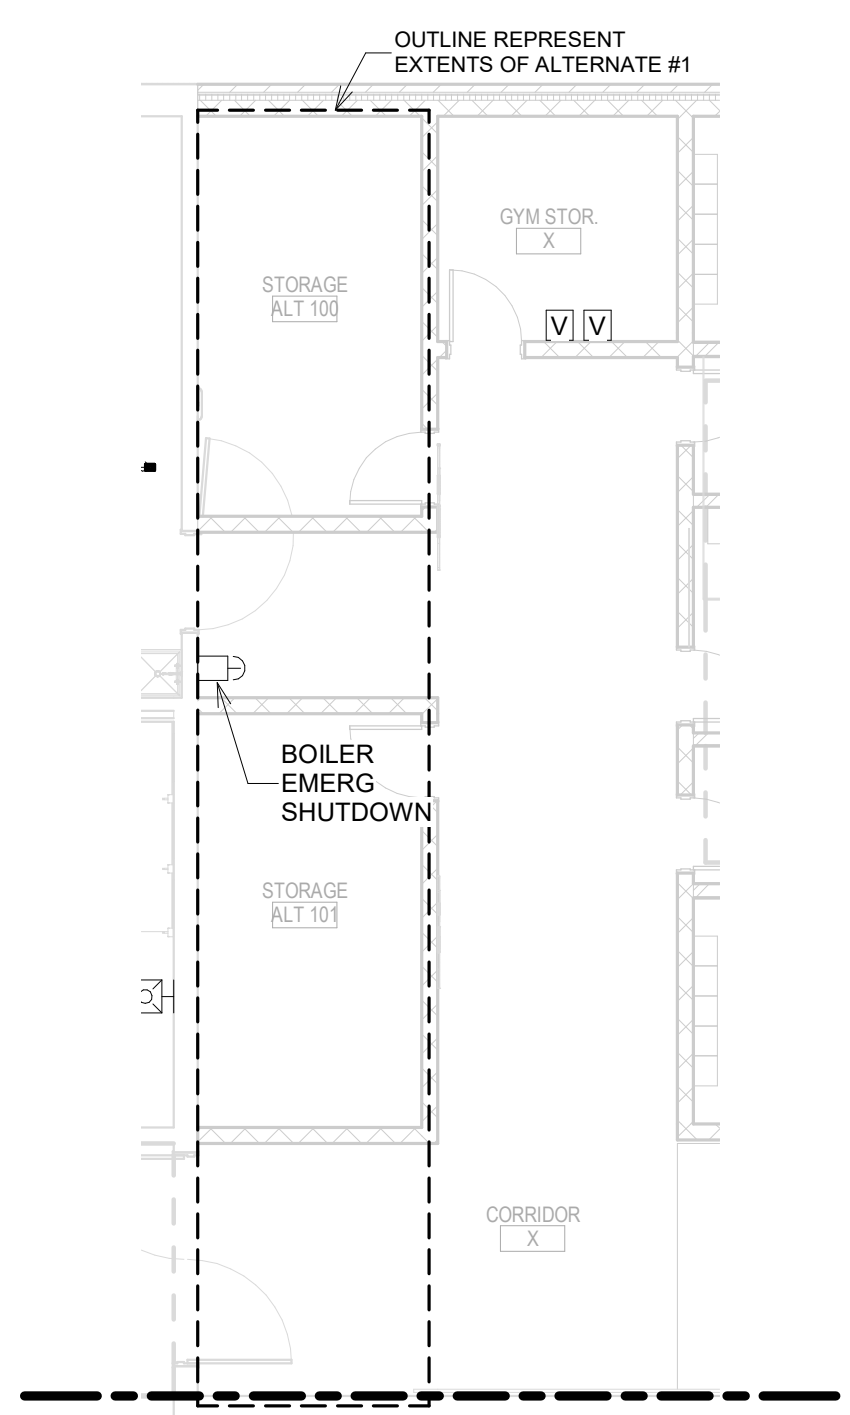 OUTLINE REPRESENT
EXTENTS OF ALTERNATE #1
GYM STOR.
X
STORAGE
ALT 100
V V
BOILER
EMERG
SHUTDOWN
STORAGE
ALT 101
CORRIDOR
X